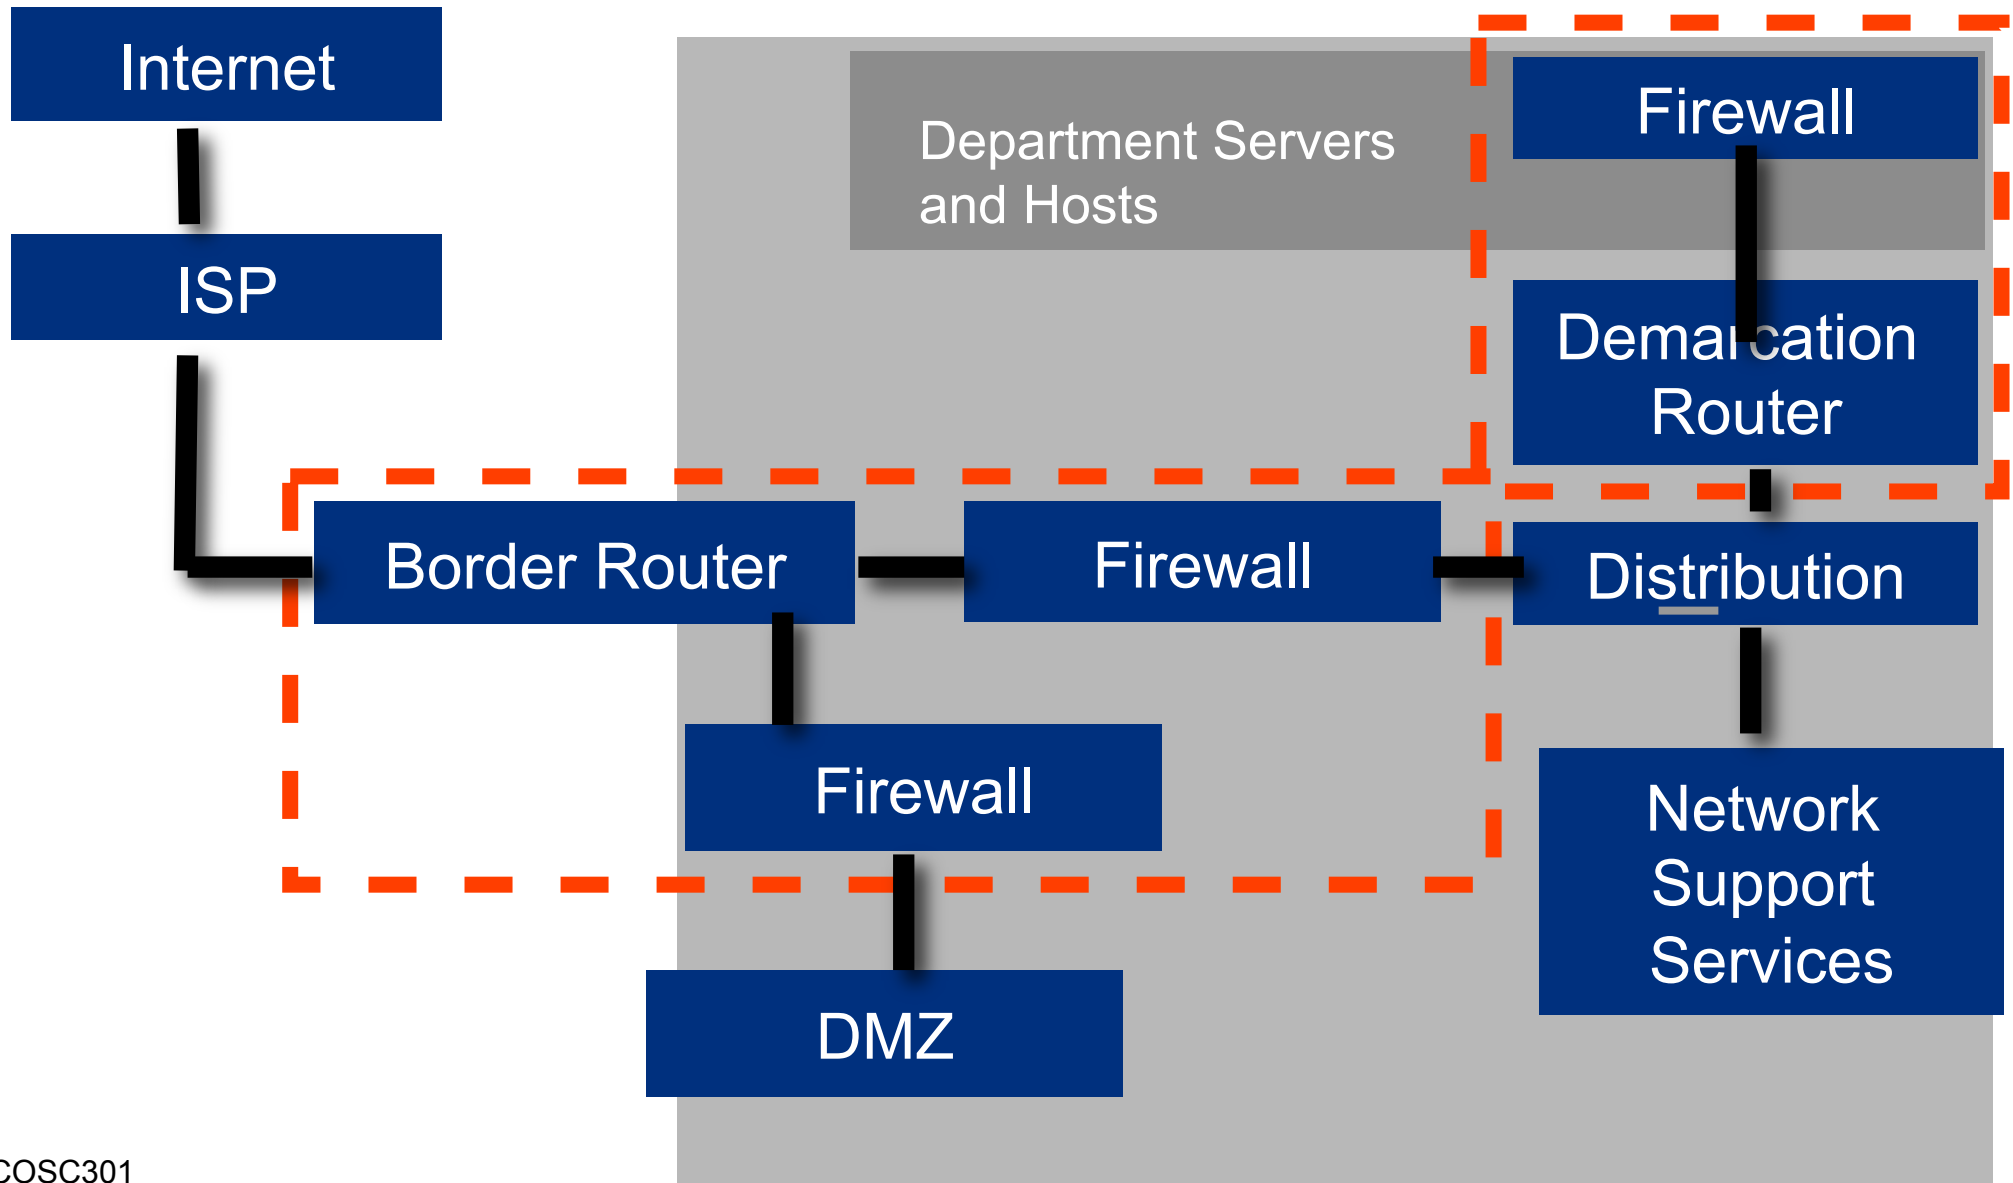 Internet
ISP
Department Servers
and Hosts
Firewall
Demarcation
Router
Border Router
Firewall
Distribution
Firewall
Network
Support
Services
DMZ
COSC301